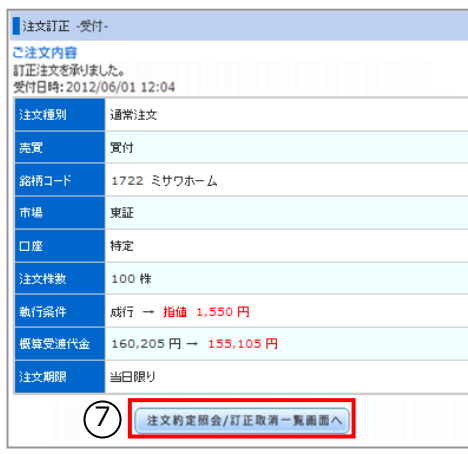 注文訂正 -受付-
ご注文内容
訂正注文を承りました。
受付日時:2012/06/01 12:04
注文種別 通常注文
売買 買付
銘柄コード 1722 ミサワホーム
市場 東証
口座 特定
注文株数 100 株
執行条件 成行 → 指値 1,550 円
概算受渡代金 160,205 円 → 155,105 円
注文期限 当日限り
⑦ 注文約定照会/訂正取消一覧画面へ